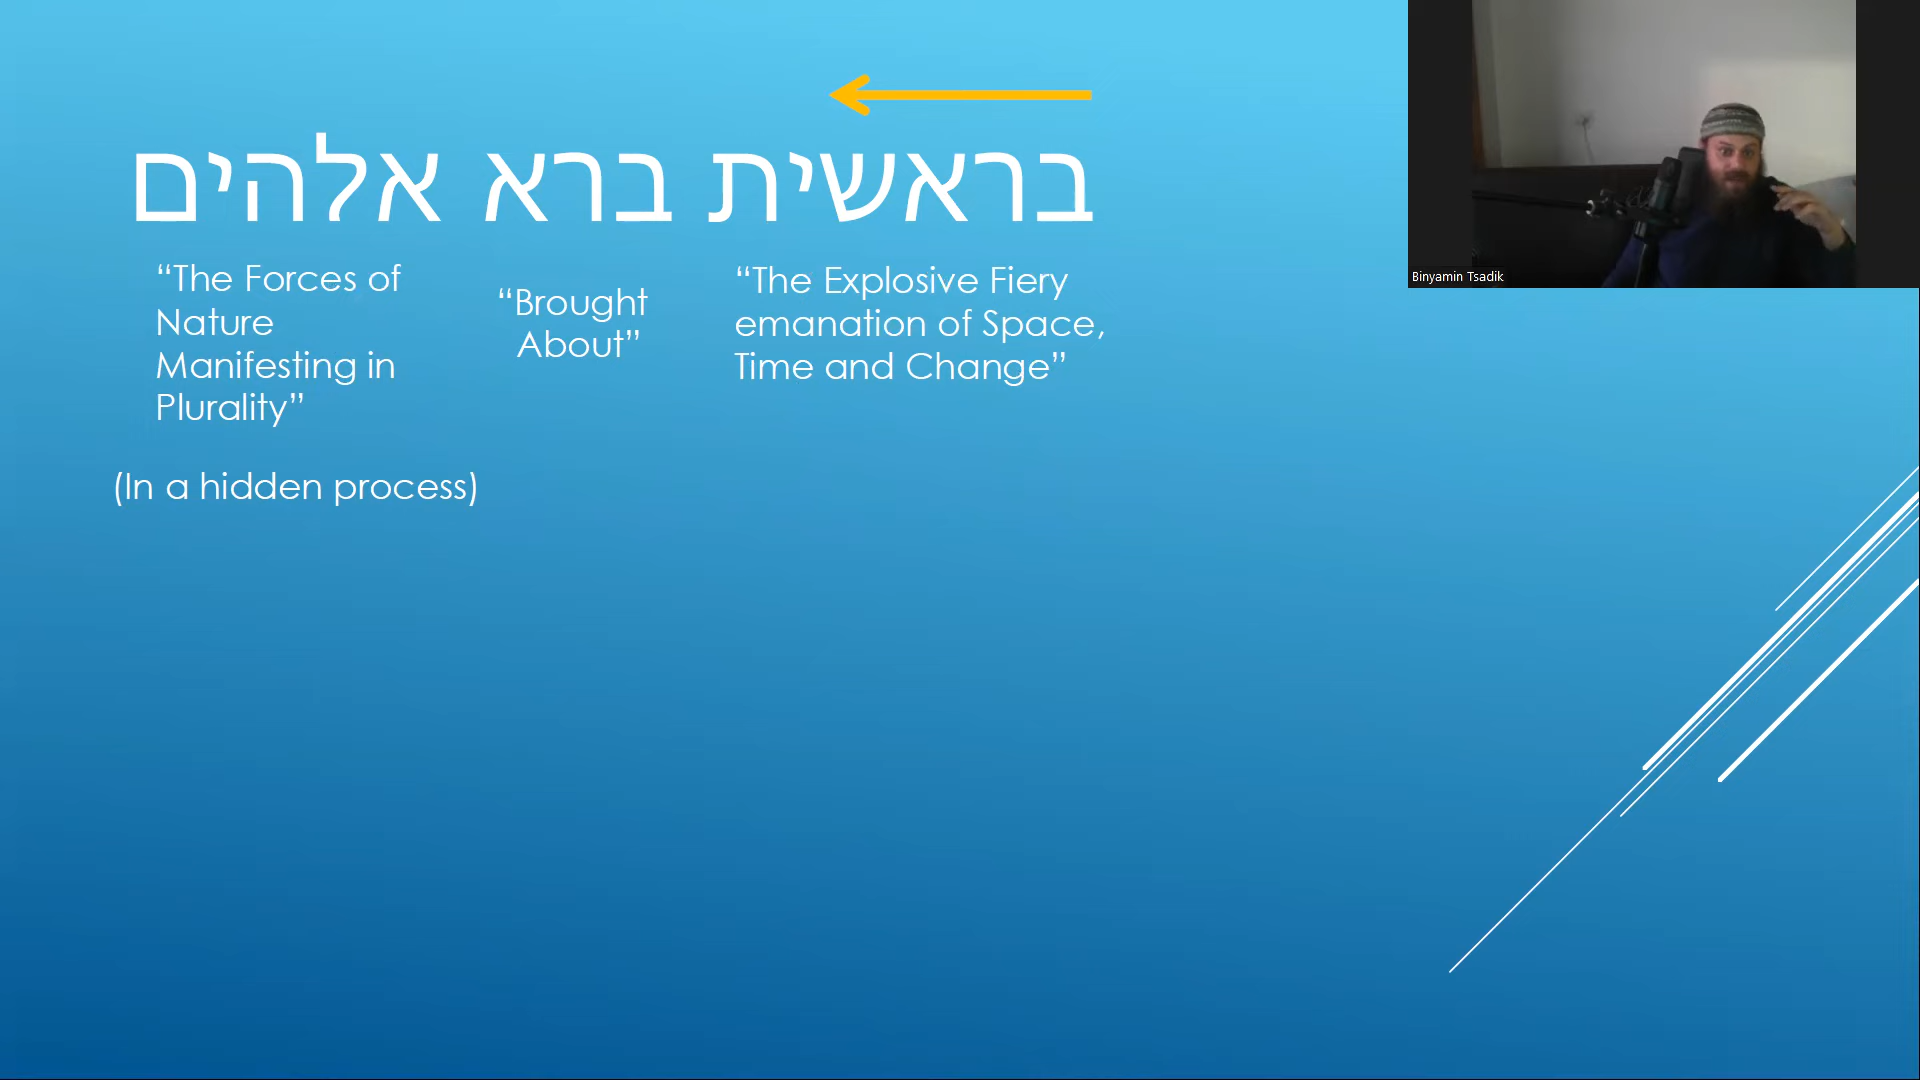 בראשית ברא אלהים
“The Explosive Fiery
emanation of Space,
Time and Change”
“Brought
About”
“The Forces of
Nature
Manifesting in
Plurality”
(In a hidden process)
Binyamin Tsadik